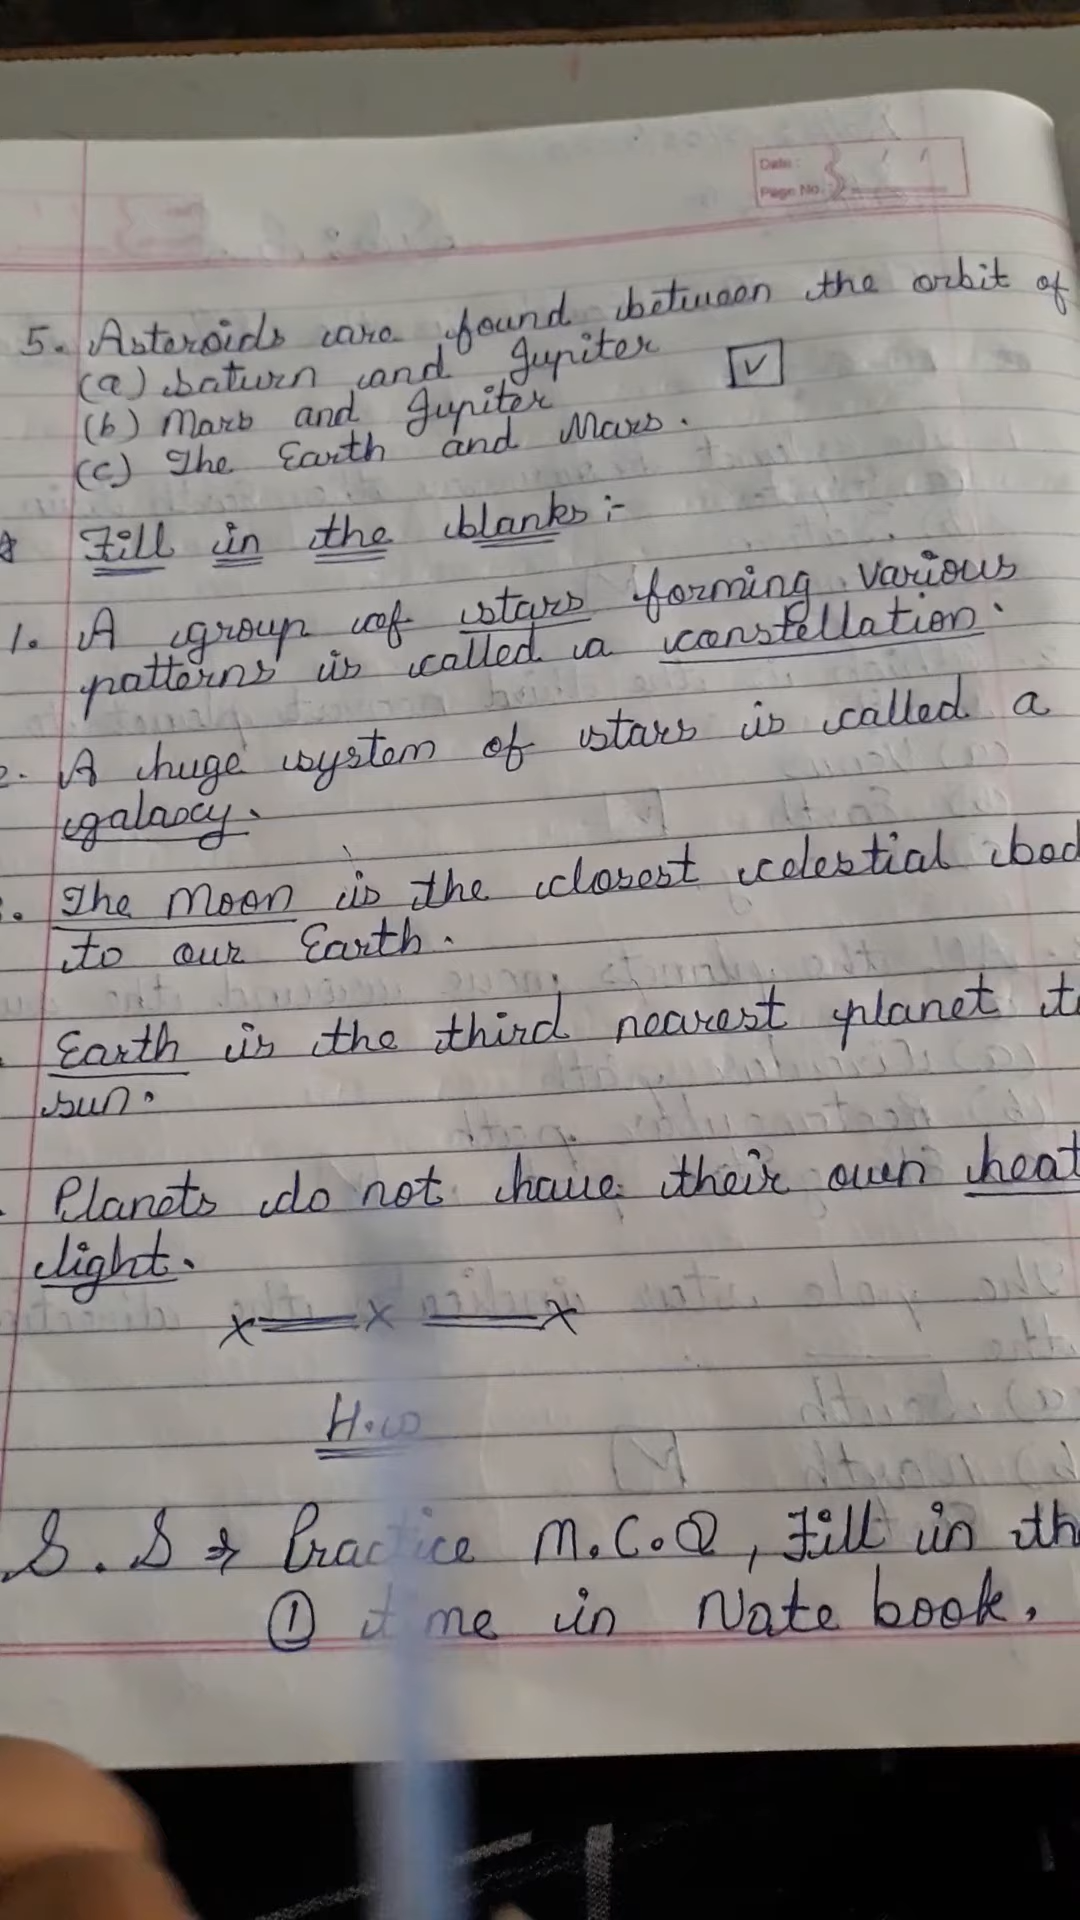 Date :
Page No.
5. Asteroids are found between the orbit of
(a) saturn and Jupiter
(b) Mars and Jupiter
(c) The Earth and Mars.
Fill in the blanks :-
1. A group of stars forming various
patterns is called a constellation.
2. A huge system of stars is called a
galaxy.
The Moon is the closest celestial bod
to our Earth.
Earth is the third nearest planet to
sun.
Planets do not have their own heat
light.
x == x == x
H.W
S.S ⇒ Practice M.C.Q, Fill in th
① time in Note book.